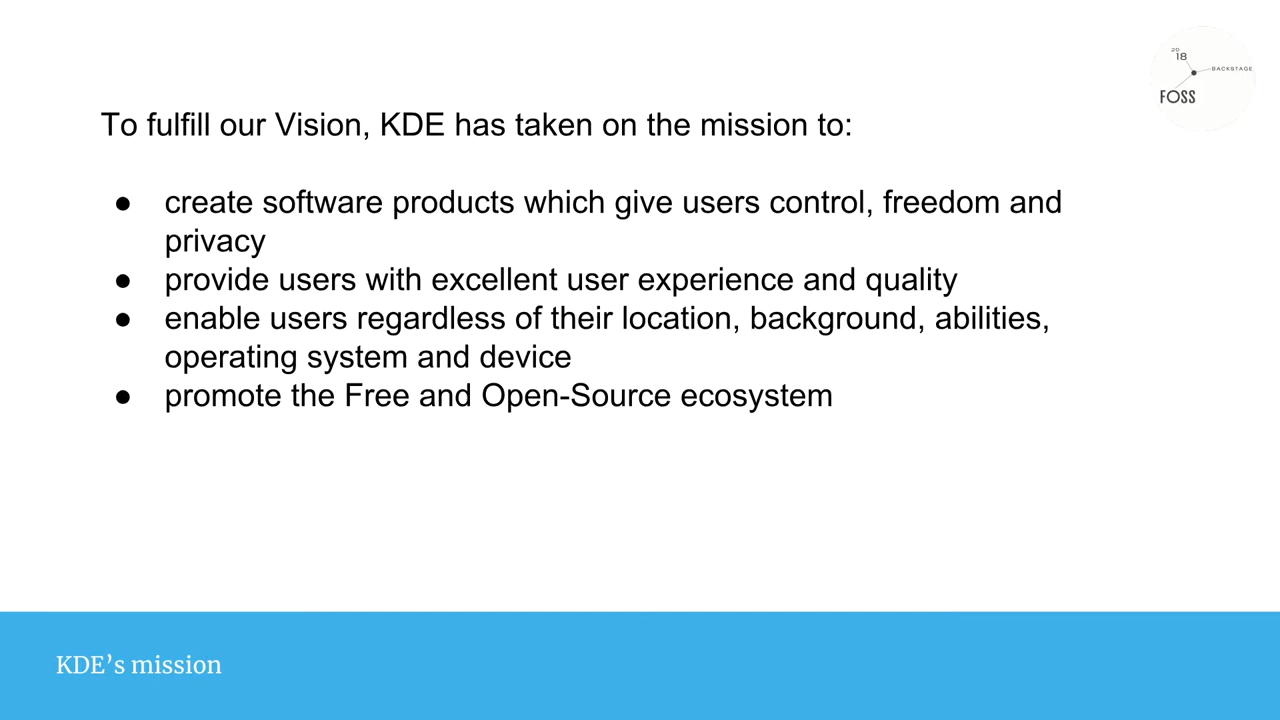 20
18
BACKSTAGE
FOSS
To fulfill our Vision, KDE has taken on the mission to:
● create software products which give users control, freedom and
privacy
● provide users with excellent user experience and quality
● enable users regardless of their location, background, abilities,
operating system and device
● promote the Free and Open-Source ecosystem
KDE’s mission